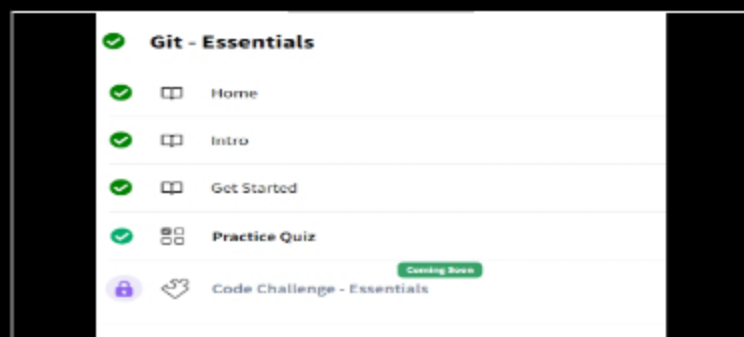 Git - Essentials
Home
Intro
Get Started
Practice Quiz
Coming Soon
Code Challenge - Essentials